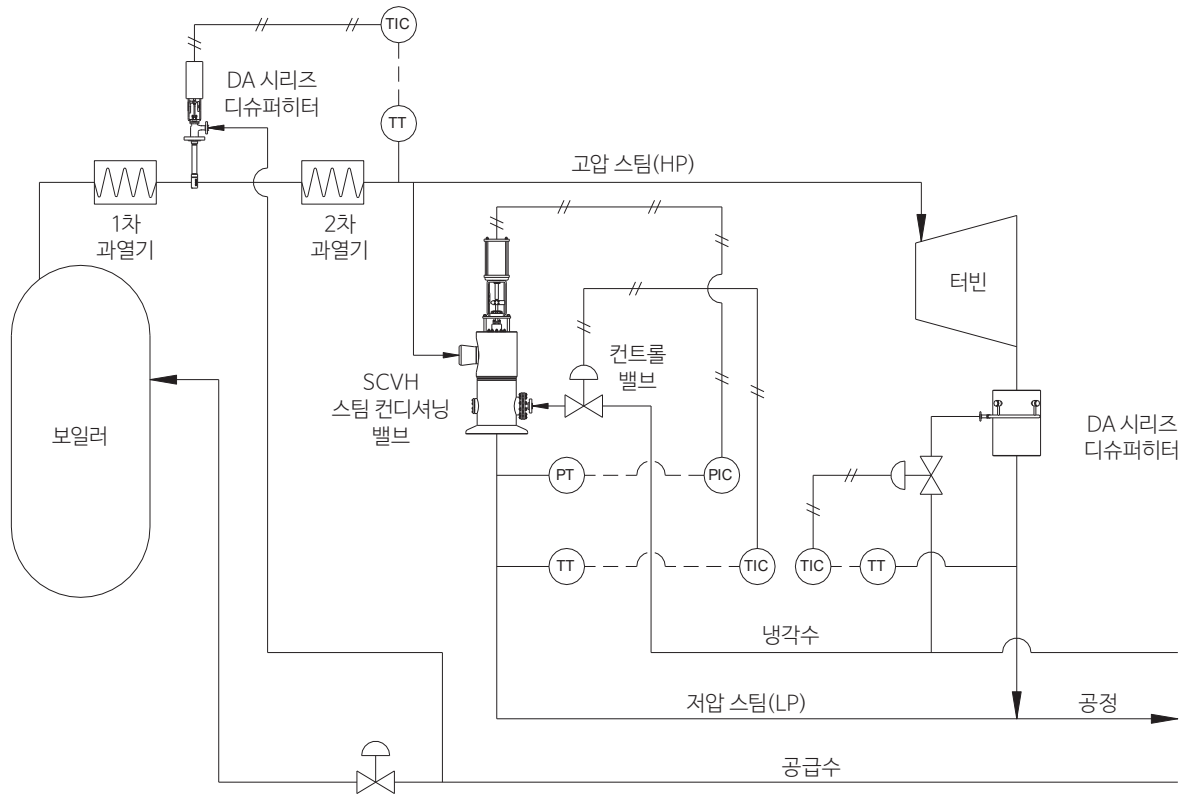 TIC
DA 시리즈
디슈퍼히터
TT
고압 스팀(HP)
1차
과열기
2차
과열기
터빈
컨트롤
밸브
SCVH
스팀 컨디셔닝
밸브
보일러
DA 시리즈
디슈퍼히터
PT
PIC
TT
TIC
TIC
TT
냉각수
저압 스팀(LP)
공정
공급수